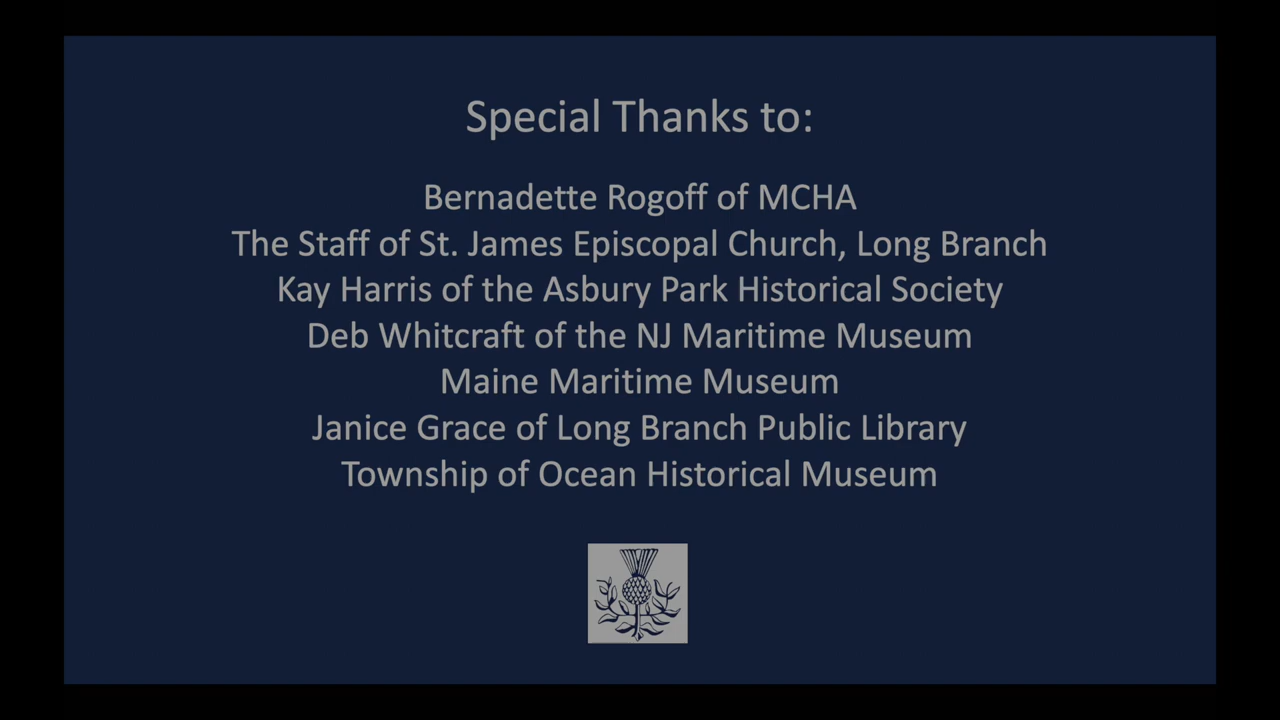 Special Thanks to:
Bernadette Rogoff of MCHA
The Staff of St. James Episcopal Church, Long Branch
Kay Harris of the Asbury Park Historical Society
Deb Whitcraft of the NJ Maritime Museum
Maine Maritime Museum
Janice Grace of Long Branch Public Library
Township of Ocean Historical Museum